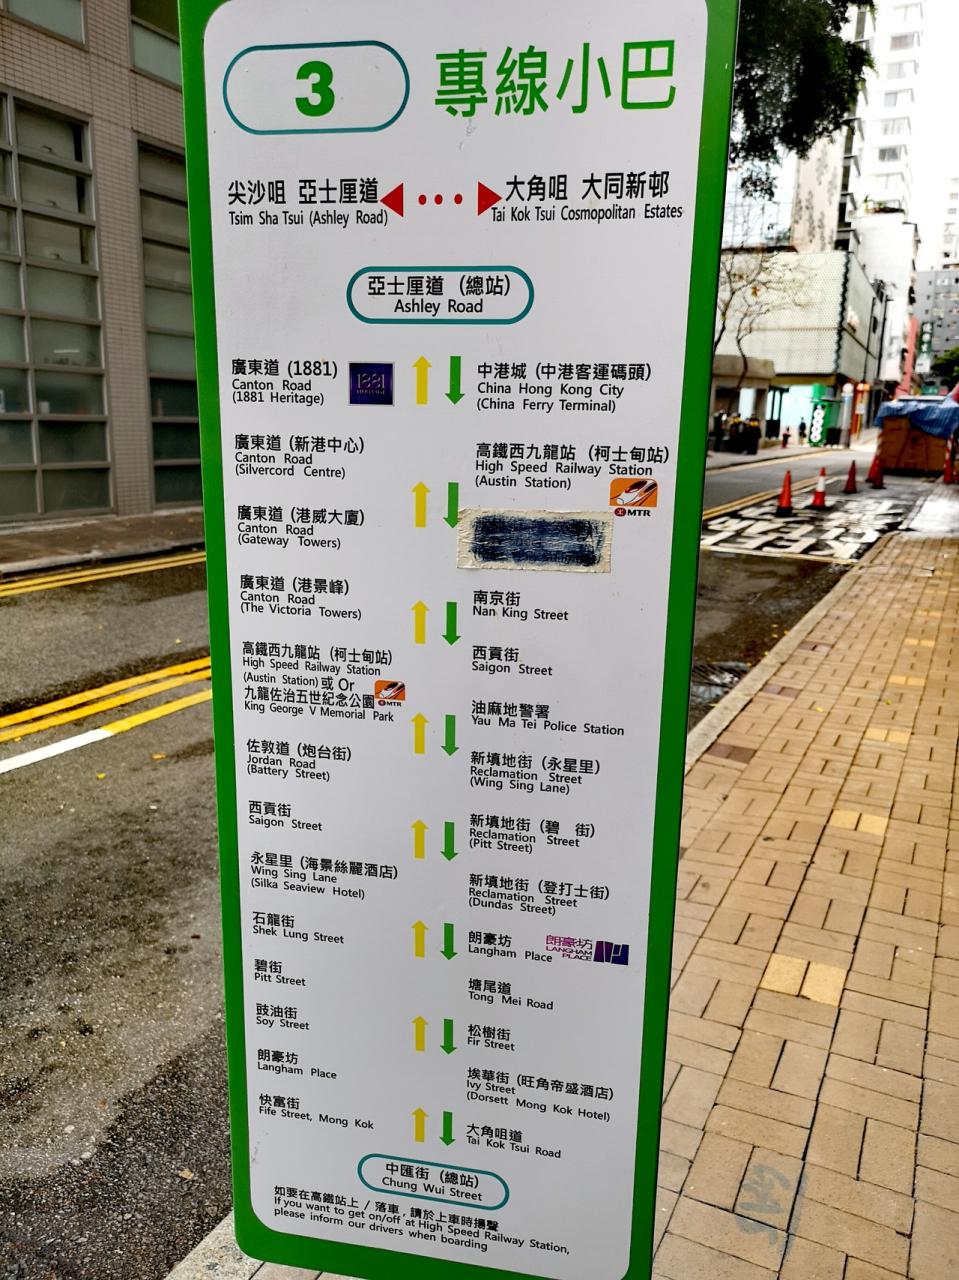 3 專線小巴
尖沙咀 亞士厘道
Tsim Sha Tsui (Ashley Road)
大角咀 大同新邨
Tai Kok Tsui Cosmopolitan Estates
亞士厘道 (總站)
Ashley Road
廣東道 (1881)
Canton Road
(1881 Heritage)
1881
HERITAGE
廣東道 (新港中心)
Canton Road
(Silvercord Centre)
廣東道 (港威大廈)
Canton Road
(Gateway Towers)
廣東道 (港景峰)
Canton Road
(The Victoria Towers)
高鐵西九龍站 (柯士甸站)
High Speed Railway Station
(Austin Station) 或 Or
九龍佐治五世紀念公園
MTR
King George V Memorial Park
佐敦道 (炮台街)
Jordan Road
(Battery Street)
西貢街
Saigon Street
永星里 (海景絲麗酒店)
Wing Sing Lane
(Silka Seaview Hotel)
石龍街
Shek Lung Street
碧街
Pitt Street
豉油街
Soy Street
朗豪坊
Langham Place
快富街
Fife Street, Mong Kok
中港城 (中港客運碼頭)
China Hong Kong City
(China Ferry Terminal)
高鐵西九龍站 (柯士甸站)
High Speed Railway Station
(Austin Station)
MTR
南京街
Nan King Street
西貢街
Saigon Street
油麻地警署
Yau Ma Tei Police Station
新填地街 (永星里)
Reclamation Street
(Wing Sing Lane)
新填地街 (碧 街)
Reclamation Street
(Pitt Street)
新填地街 (登打士街)
Reclamation Street
(Dundas Street)
朗豪坊
Langham Place
朗豪坊
LANGHAM
PLACE
塘尾道
Tong Mei Road
松樹街
Fir Street
埃華街 (旺角帝盛酒店)
Ivy Street
(Dorsett Mong Kok Hotel)
大角咀道
Tai Kok Tsui Road
中匯街 (總站)
Chung Wui Street
如要在高鐵站上 / 落車，請於上車時揚聲
If you want to get on/off at High Speed Railway Station,
please inform our drivers when boarding